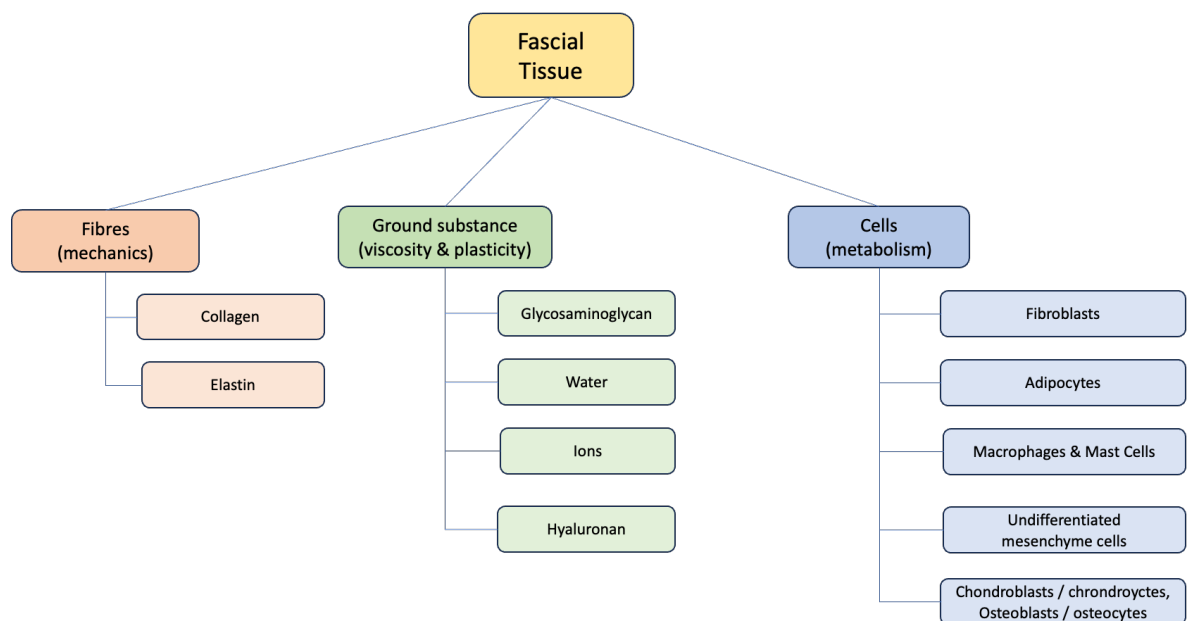 Fascial
Tissue
Fibres
(mechanics)
Collagen
Elastin
Ground substance
(viscosity & plasticity)
Glycosaminoglycan
Water
Ions
Hyaluronan
Cells
(metabolism)
Fibroblasts
Adipocytes
Macrophages & Mast Cells
Undifferentiated
mesenchyme cells
Chondroblasts / chrondroyctes,
Osteoblasts / osteocytes